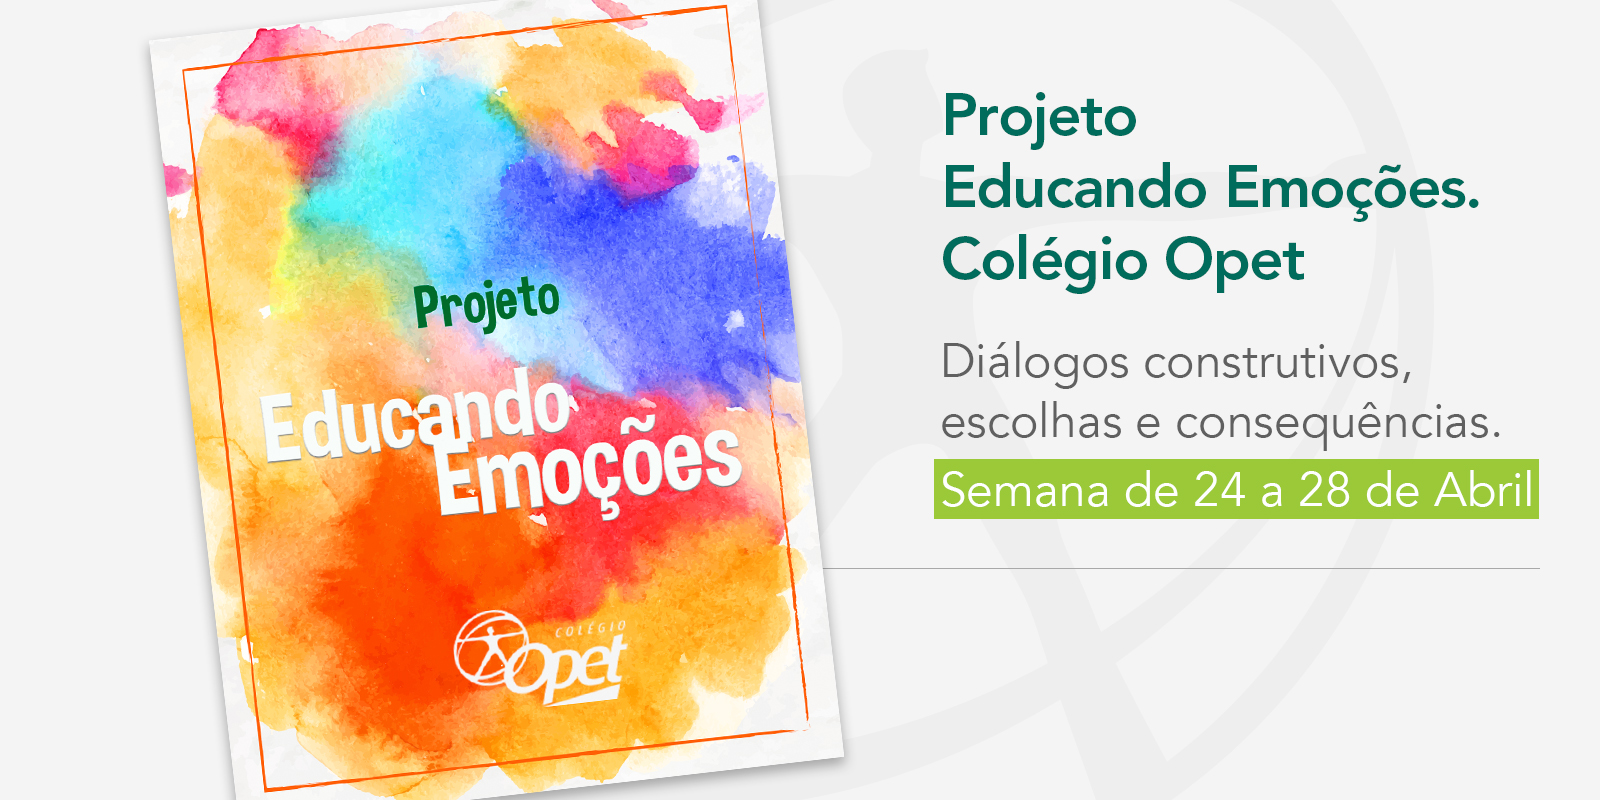 Projeto
Educando
Emoções
COLÉGIO
Opet
Projeto
Educando Emoções.
Colégio Opet
Diálogos construtivos,
escolhas e consequências.
Semana de 24 a 28 de Abril